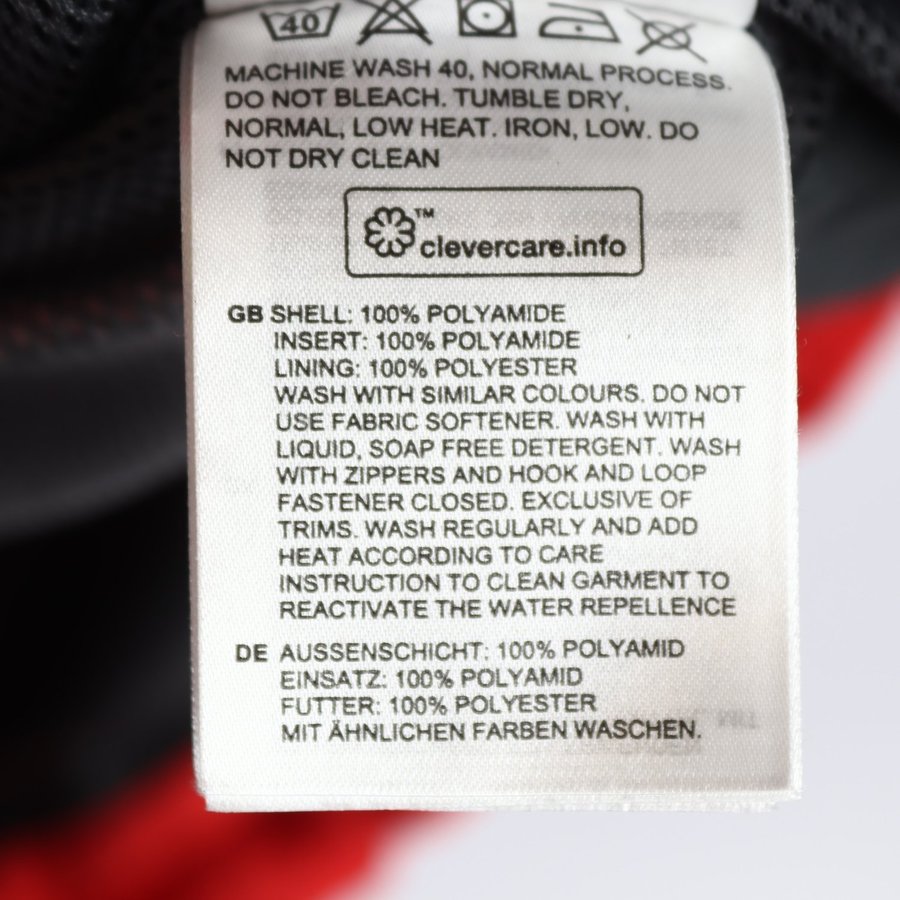 40
MACHINE WASH 40, NORMAL PROCESS.
DO NOT BLEACH. TUMBLE DRY,
NORMAL, LOW HEAT. IRON, LOW. DO
NOT DRY CLEAN
™
clevercare.info
GB SHELL: 100% POLYAMIDE
INSERT: 100% POLYAMIDE
LINING: 100% POLYESTER
WASH WITH SIMILAR COLOURS. DO NOT
USE FABRIC SOFTENER. WASH WITH
LIQUID, SOAP FREE DETERGENT. WASH
WITH ZIPPERS AND HOOK AND LOOP
FASTENER CLOSED. EXCLUSIVE OF
TRIMS. WASH REGULARLY AND ADD
HEAT ACCORDING TO CARE
INSTRUCTION TO CLEAN GARMENT TO
REACTIVATE THE WATER REPELLENCE
DE AUSSENSCHICHT: 100% POLYAMID
EINSATZ: 100% POLYAMID
FUTTER: 100% POLYESTER
MIT ÄHNLICHEN FARBEN WASCHEN.